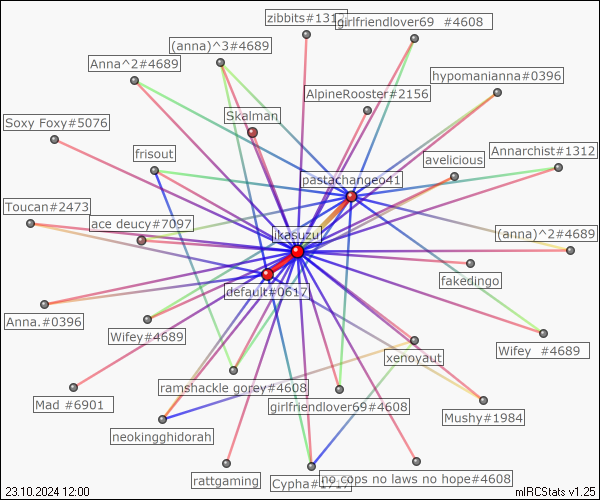 zibbits#131
girlfriendlover69 #4608
(anna)^3#4689
Anna^2#4689
hypomanianna#0396
AlpineRooster#2156
Skalman
Soxy Foxy#5076
frisout
avelicious
Annarchist#1312
pastachangeo41
Toucan#2473
ace deucy#7097
jkasuzu
(anna)^2#4689
fakedingo
default#0617
Anna.#0396
Wifey#4689
xenoyaut
Wifey #4689
ramshackle gorey#4608
Mad #6901
girlfriendlover69#4608
Mushy#1984
neokingghidorah
rattgaming
Cypha#1717
no cops no laws no hope#4608
23.10.2024 12:00
mIRCStats v1.25